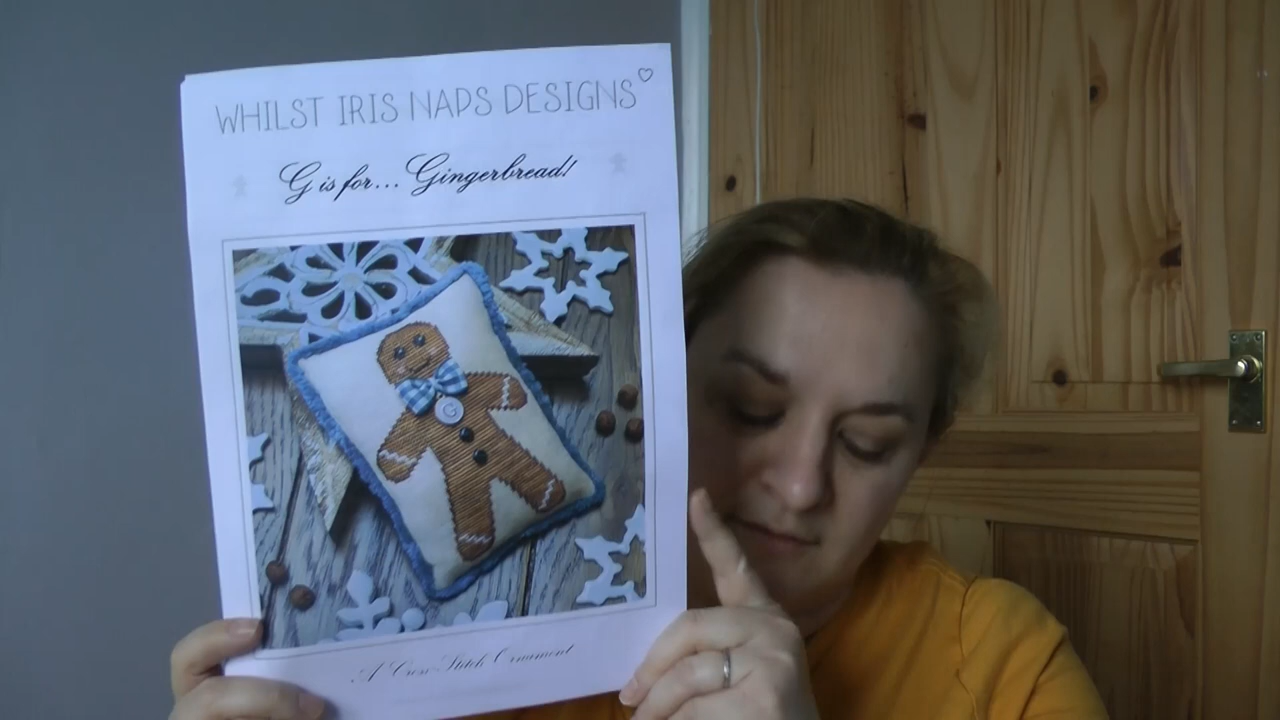 WHILST IRIS NAPS DESIGNS♡
G is for... Gingerbread!
G
A Cross Stitch Ornament